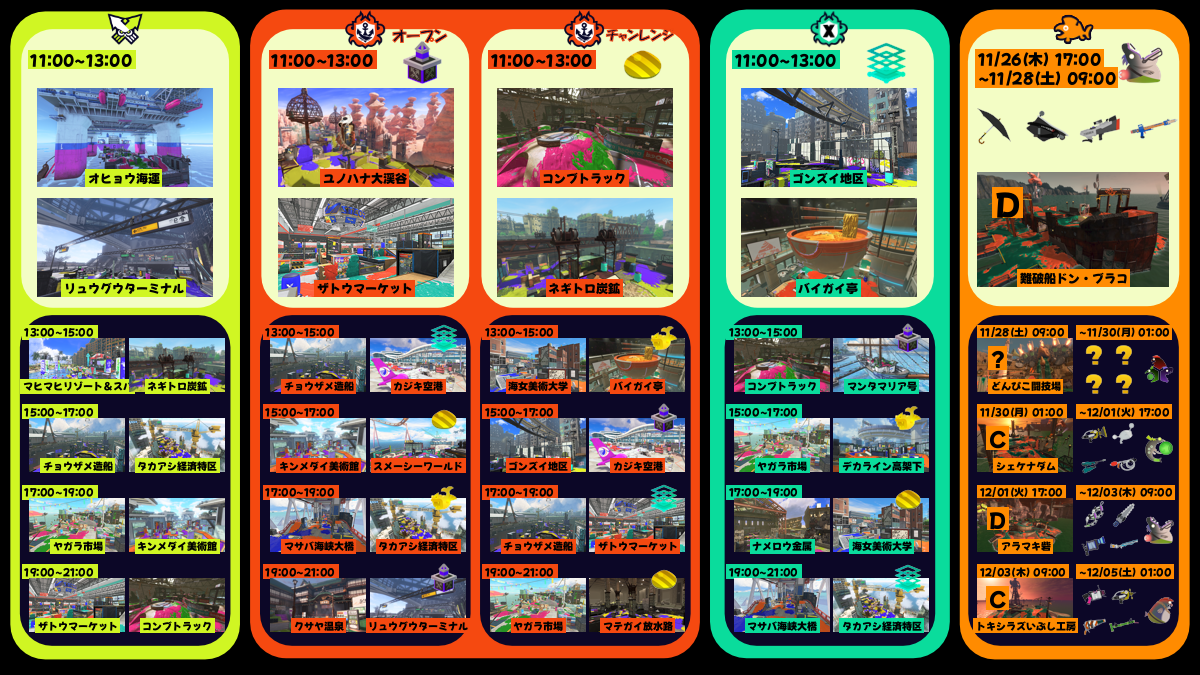 11:00~13:00
オヒョウ海運
リュウグウターミナル
13:00~15:00
マヒマヒリゾート&スパ
ネギトロ炭鉱
15:00~17:00
チョウザメ造船
タカアシ経済特区
17:00~19:00
ヤガラ市場
キンメダイ美術館
19:00~21:00
ザトウマーケット
コンブトラック
オープン
11:00~13:00
ユノハナ大渓谷
ザトウマーケット
13:00~15:00
チョウザメ造船
カジキ空港
15:00~17:00
キンメダイ美術館
スメーシーワールド
17:00~19:00
マサバ海峡大橋
タカアシ経済特区
19:00~21:00
クサヤ温泉
リュウグウターミナル
チャレンジ
11:00~13:00
コンブトラック
ネギトロ炭鉱
13:00~15:00
海女美術大学
バイガイ亭
15:00~17:00
ゴンズイ地区
カジキ空港
17:00~19:00
チョウザメ造船
ザトウマーケット
19:00~21:00
ヤガラ市場
マテガイ放水路
X
11:00~13:00
ゴンズイ地区
バイガイ亭
13:00~15:00
コンブトラック
マンタマリア号
15:00~17:00
ヤガラ市場
デカライン高架下
17:00~19:00
ナメロウ金属
海女美術大学
19:00~21:00
マサバ海峡大橋
タカアシ経済特区
11/26(木) 17:00
~11/28(土) 09:00
D
難破船ドン・ブラコ
11/28(土) 09:00
~11/30(月) 01:00
?
? ?
? ?
どんぴこ闘技場
11/30(月) 01:00
~12/01(火) 17:00
C
シェケナダム
12/01(火) 17:00
~12/03(木) 09:00
D
アラマキ砦
12/03(木) 09:00
~12/05(土) 01:00
C
トキシラズいぶし工房